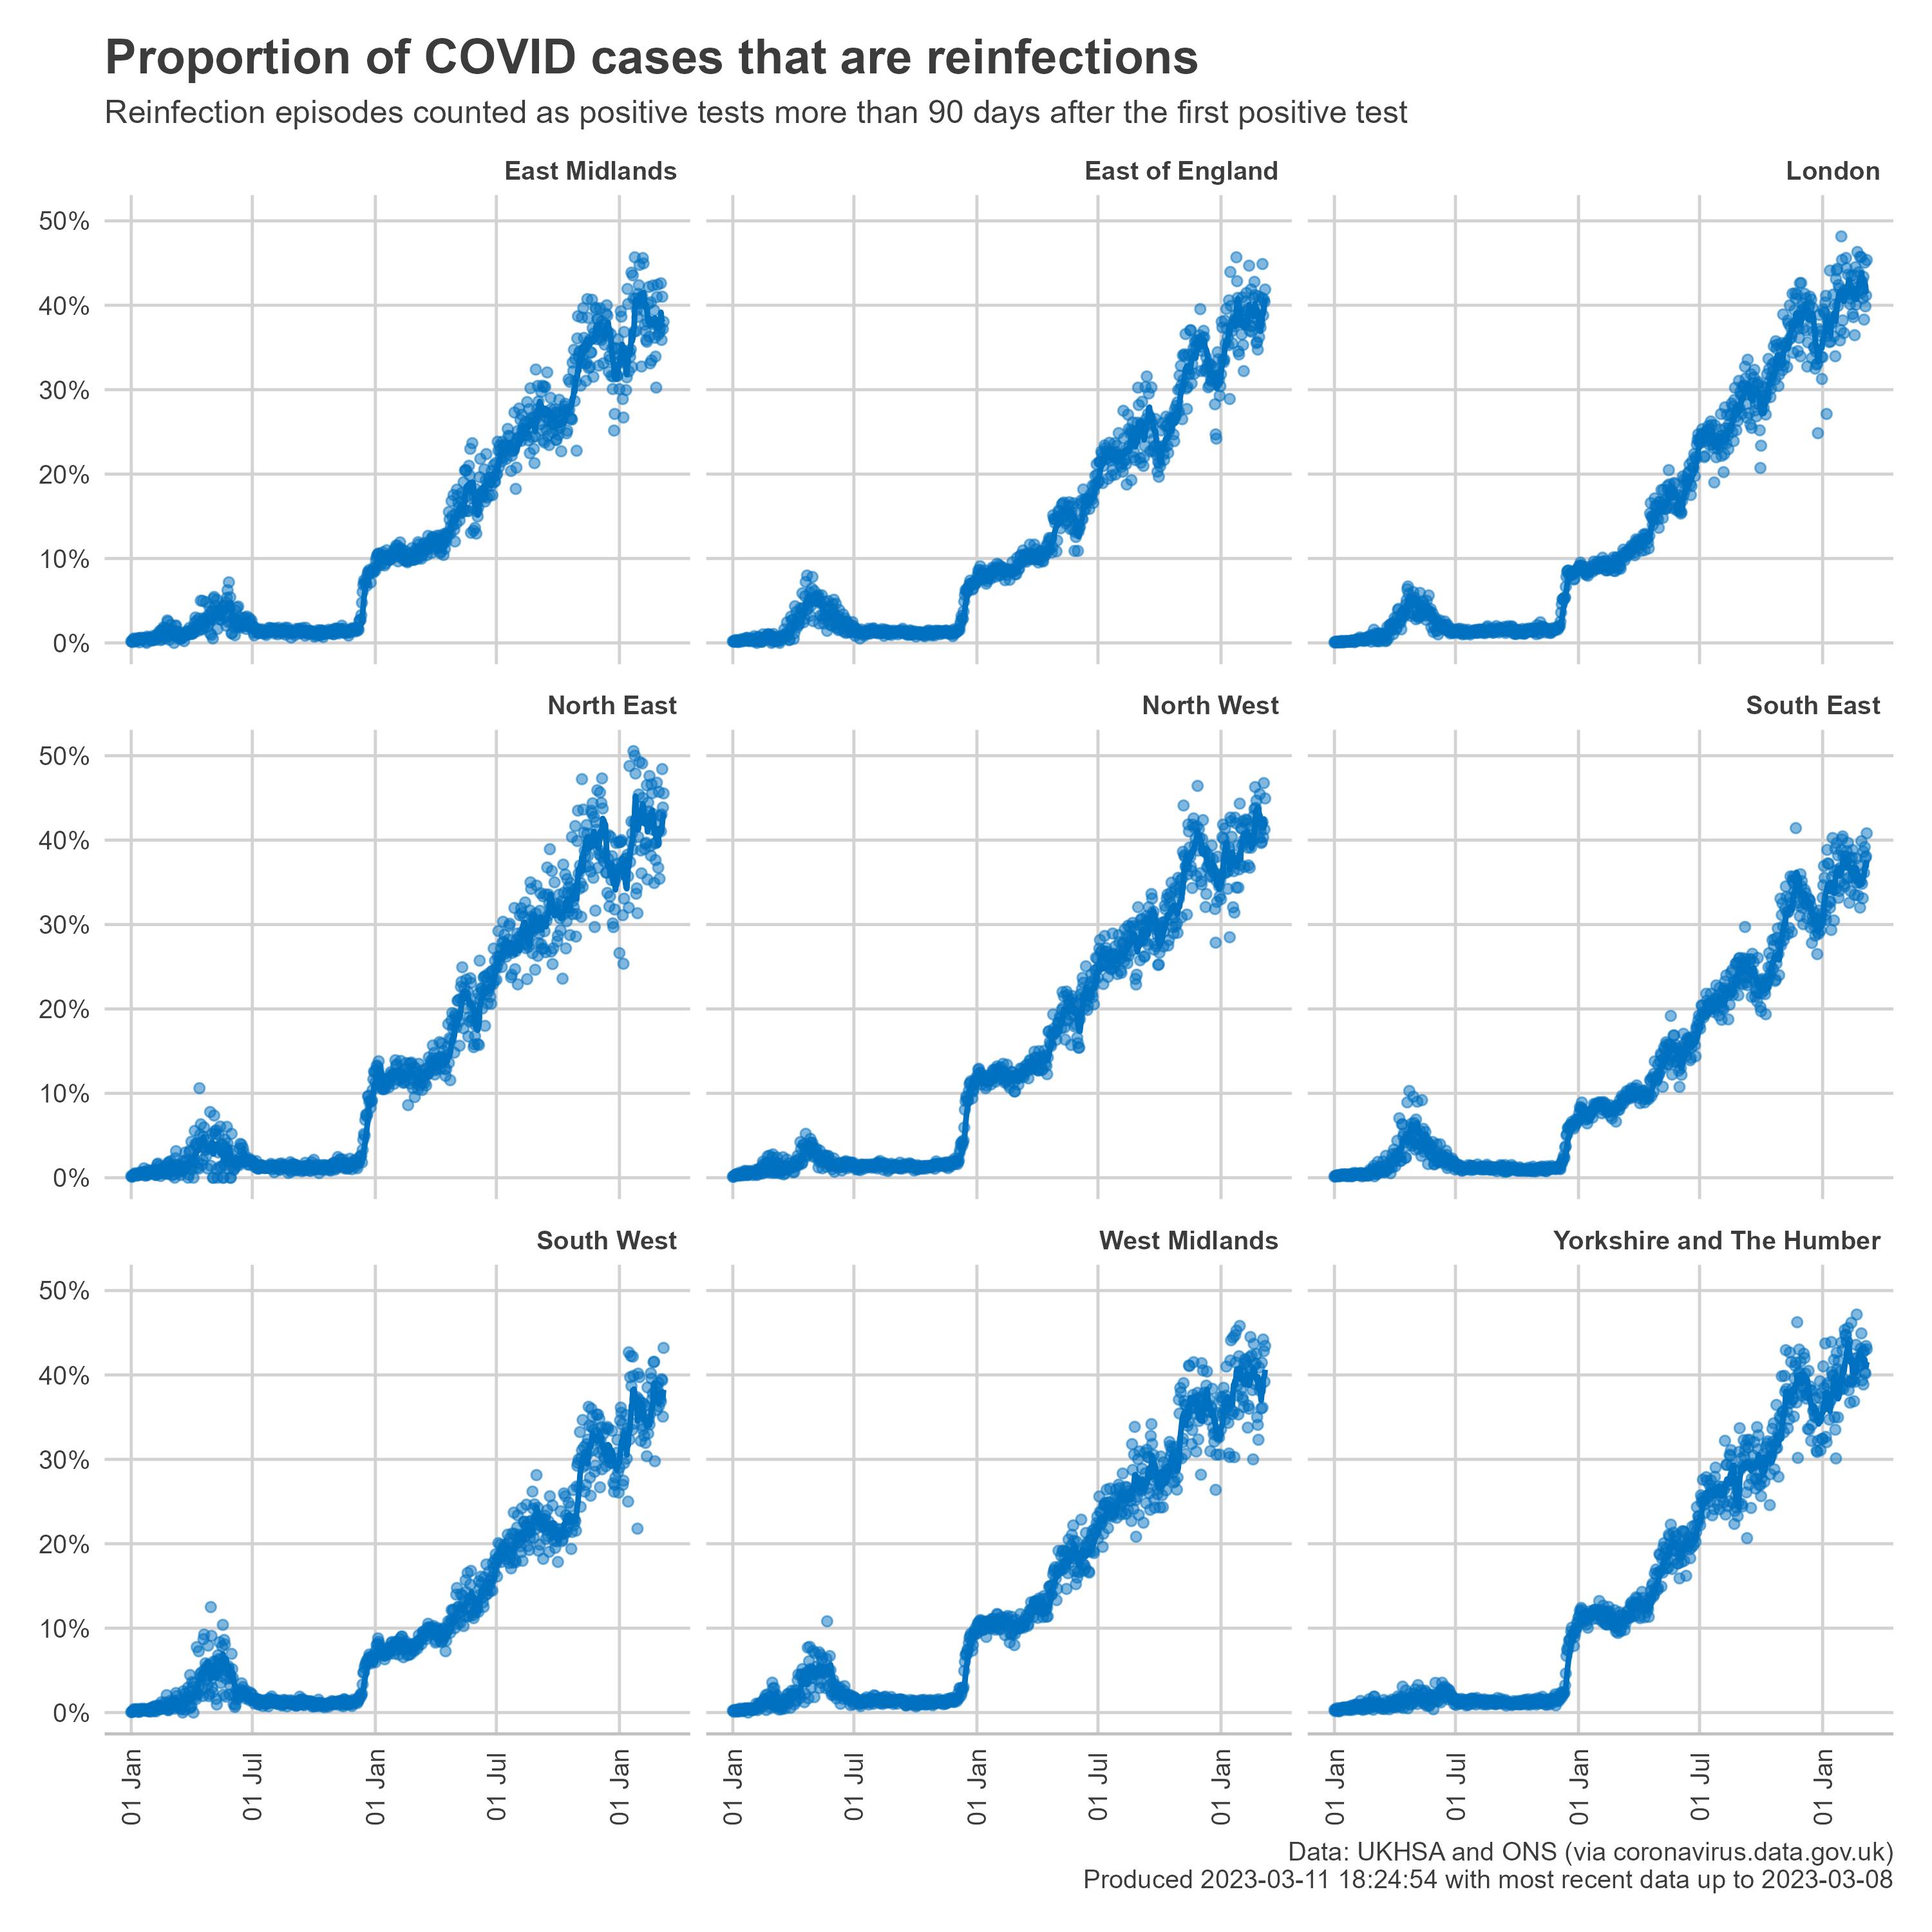 Proportion of COVID cases that are reinfections
Reinfection episodes counted as positive tests more than 90 days after the first positive test
East Midlands
East of England
London
50%
40%
30%
20%
10%
0%
North East
North West
South East
50%
40%
30%
20%
10%
0%
South West
West Midlands
Yorkshire and The Humber
50%
40%
30%
20%
10%
0%
01 Jan
01 Jul
01 Jan
01 Jul
01 Jan
01 Jan
01 Jul
01 Jan
01 Jul
01 Jan
01 Jan
01 Jul
01 Jan
01 Jul
01 Jan
Data: UKHSA and ONS (via coronavirus.data.gov.uk)
Produced 2023-03-11 18:24:54 with most recent data up to 2023-03-08